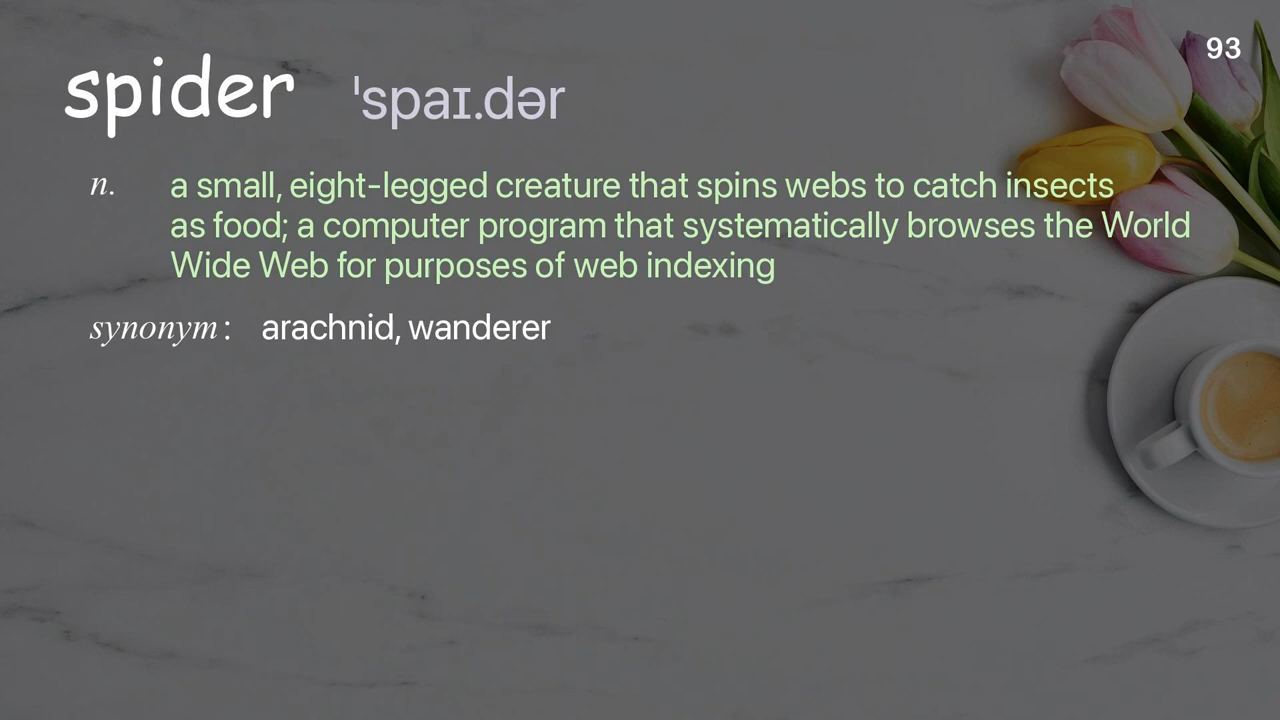 93
spider ˈspaɪ.dər
n. a small, eight-legged creature that spins webs to catch insects
as food; a computer program that systematically browses the World
Wide Web for purposes of web indexing
synonym: arachnid, wanderer